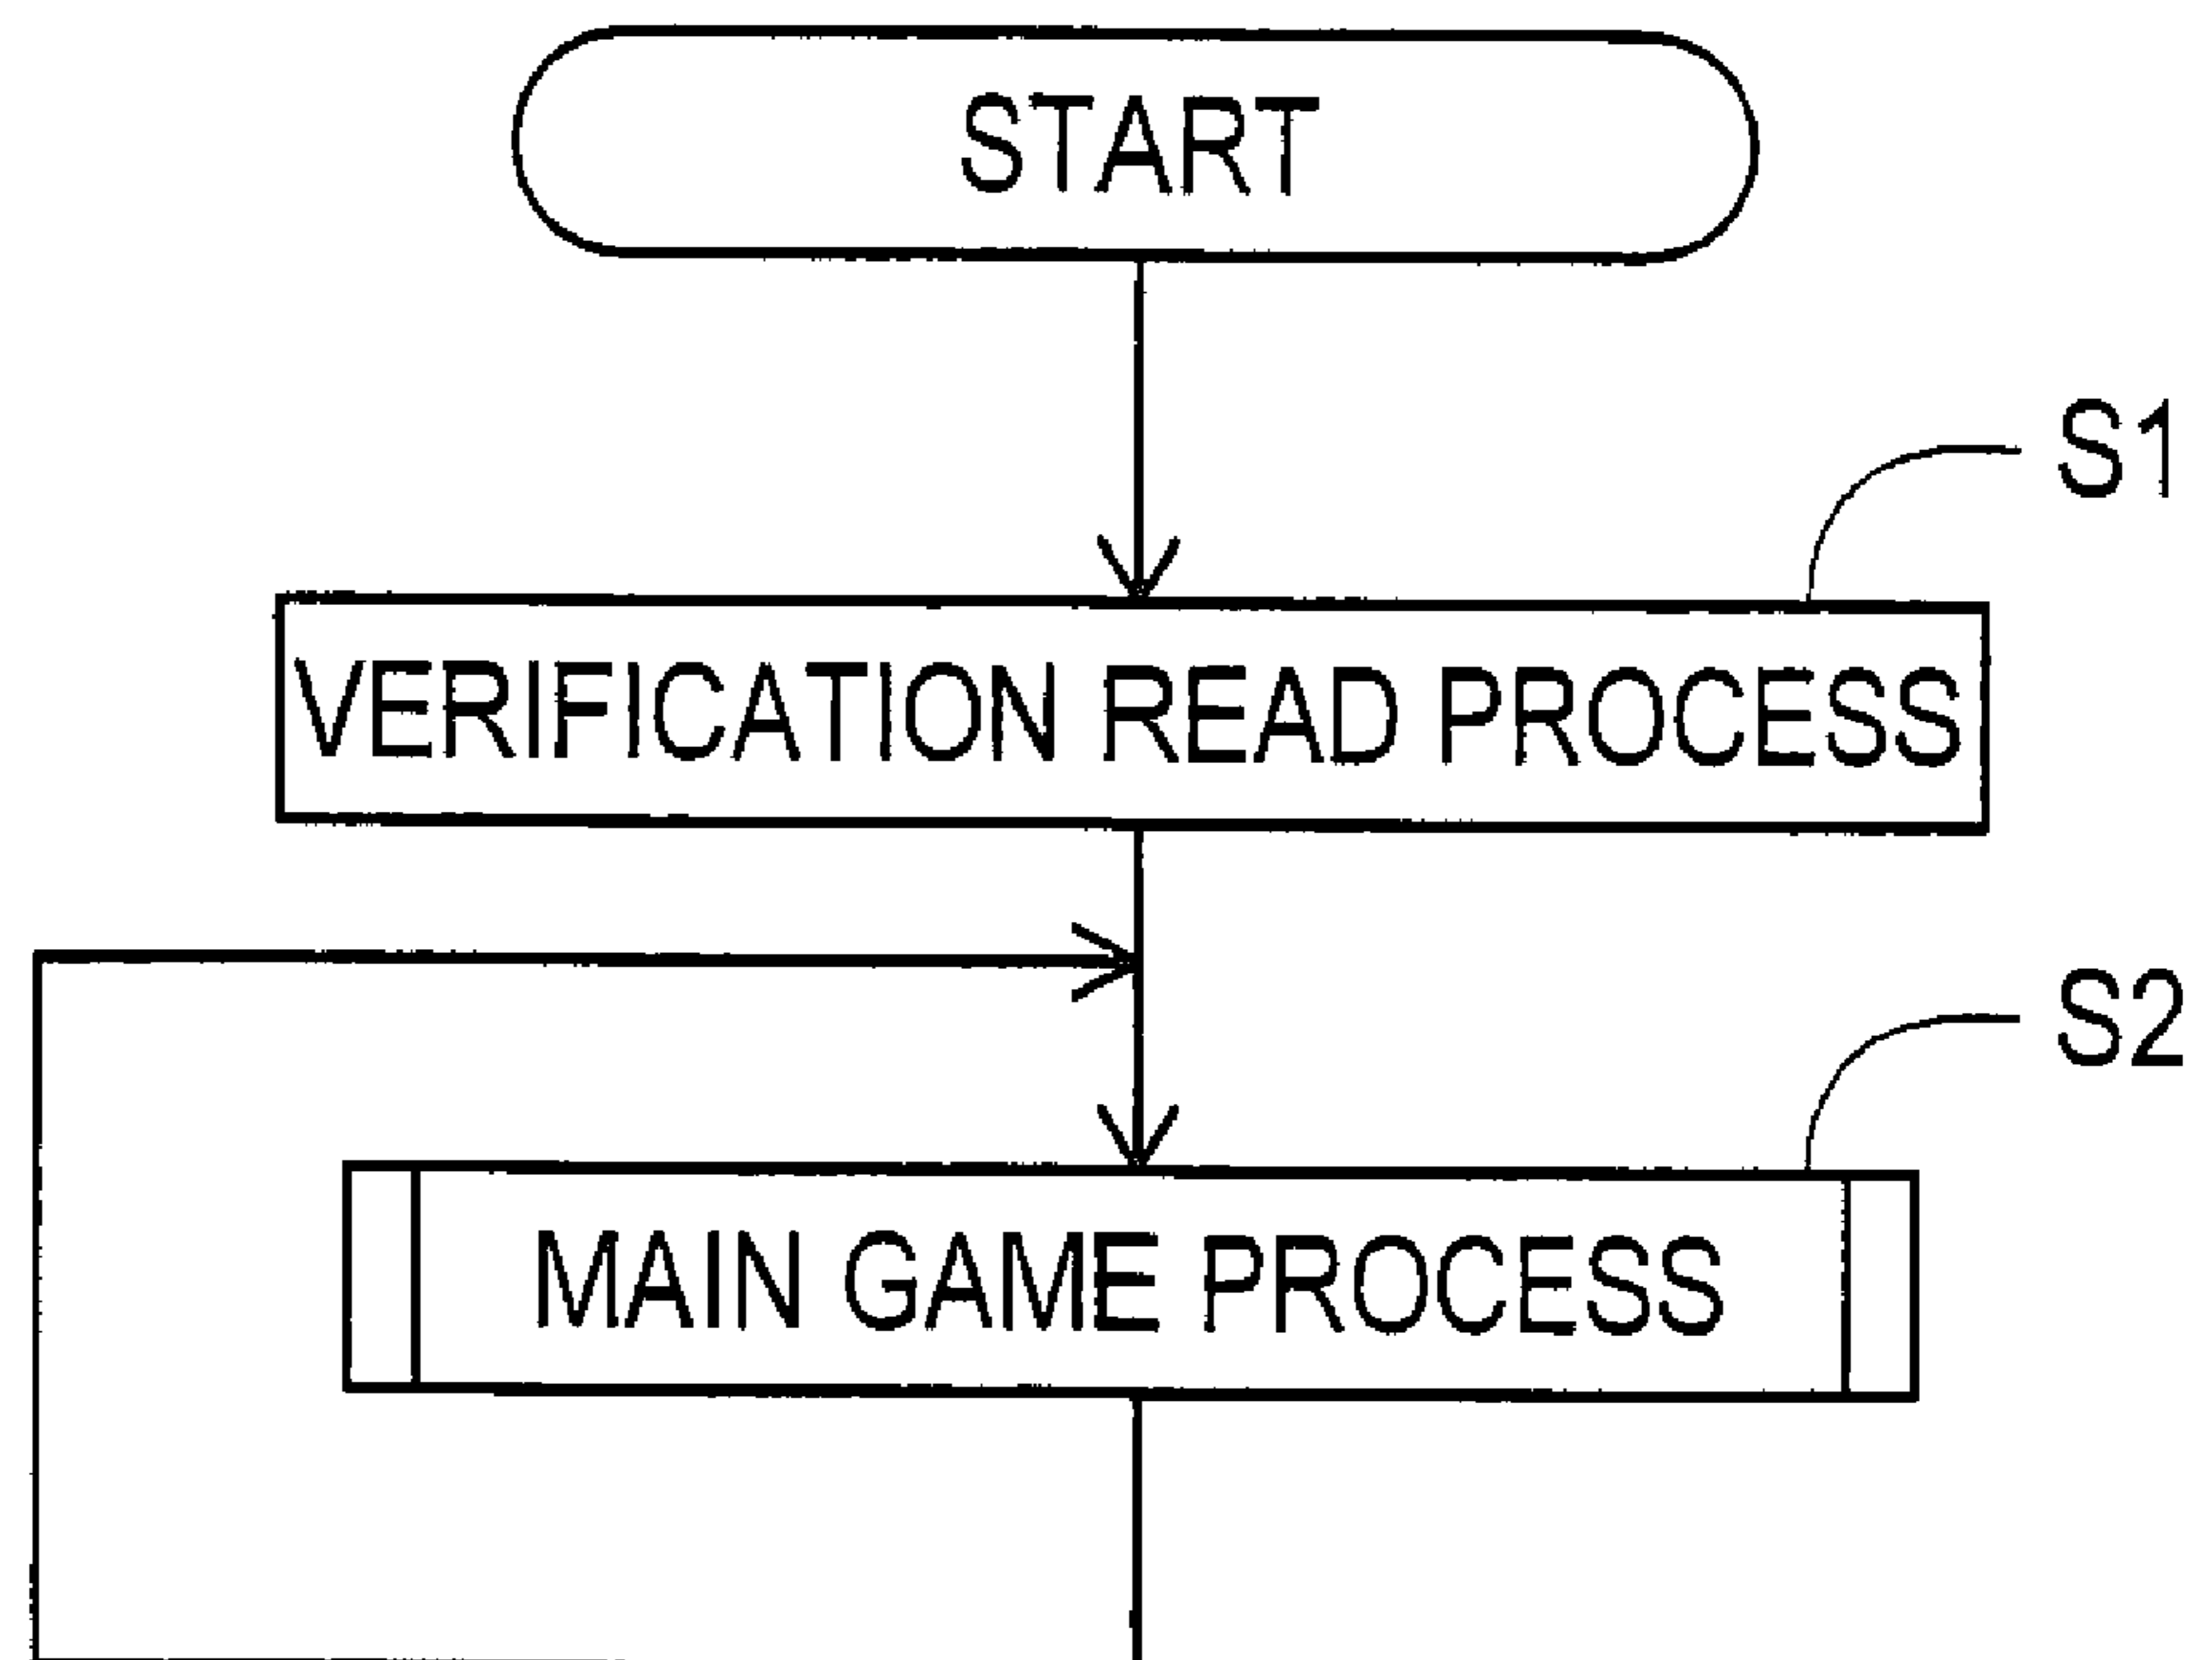 START
S1
VERIFICATION READ PROCESS
S2
MAIN GAME PROCESS